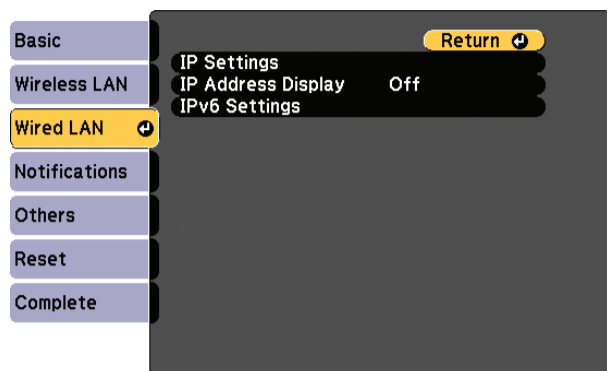 Basic
Wireless LAN
Wired LAN
Notifications
Others
Reset
Complete
Return
IP Settings
IP Address Display Off
IPv6 Settings